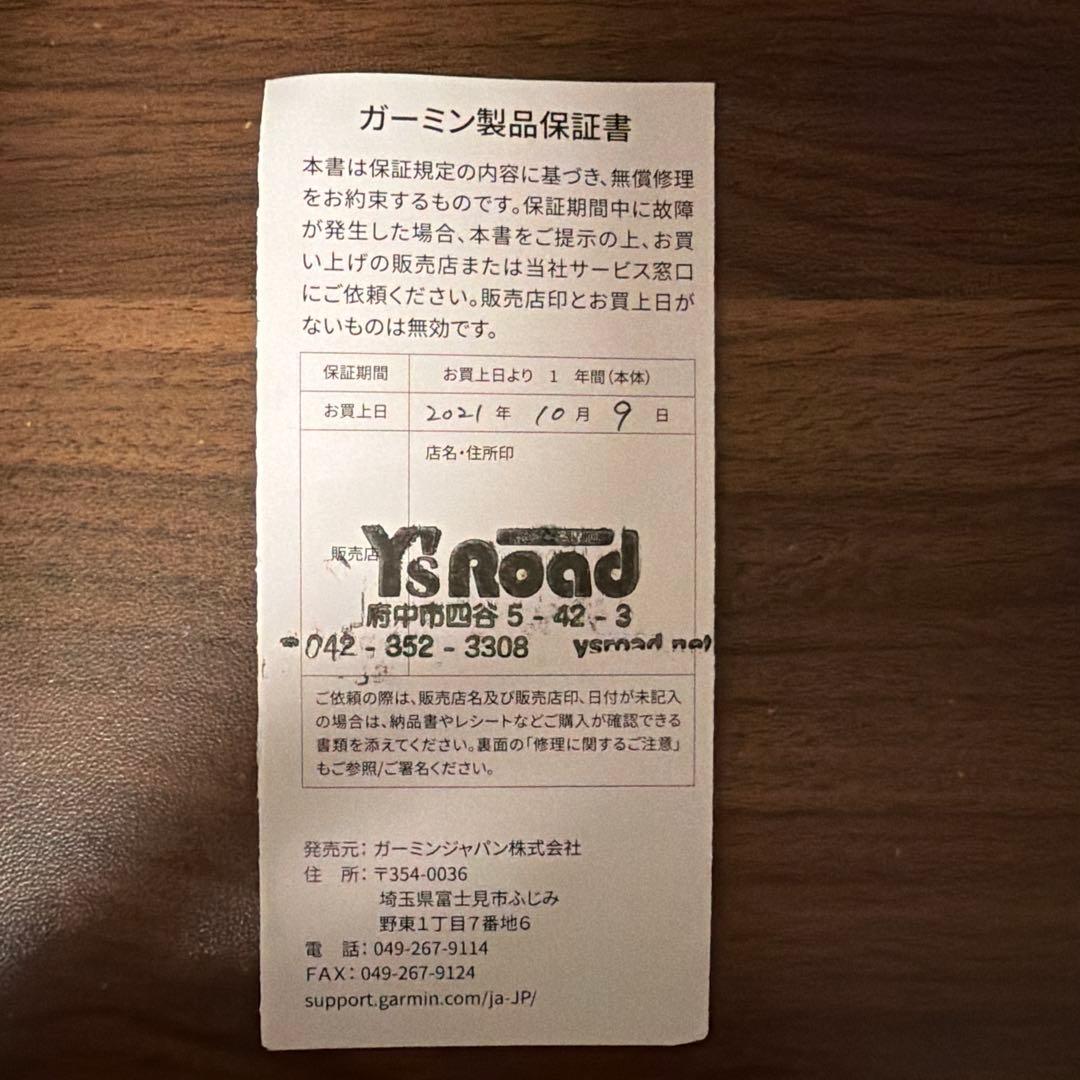 ガーミン製品保証書
本書は保証規定の内容に基づき、無償修理
をお約束するものです。保証期間中に故障
が発生した場合、本書をご提示の上、お買
い上げの販売店または当社サービス窓口
にご依頼ください。販売店印とお買上日が
ないものは無効です。
保証期間 お買上日より 1 年間(本体)
お買上日 2021 年 10 月 9 日
店名・住所印
販売店
Y's Road
府中市四谷 5 - 42 - 3
☎042 - 352 - 3308 ysroad.net
ご依頼の際は、販売店名及び販売店印、日付が未記入
の場合は、納品書やレシートなどご購入が確認できる
書類を添えてください。裏面の「修理に関するご注意」
もご参照/ご署名ください。
発売元: ガーミンジャパン株式会社
住 所: 〒354-0036
埼玉県富士見市ふじみ
野東1丁目7番地6
電 話: 049-267-9114
FAX: 049-267-9124
support.garmin.com/ja-JP/